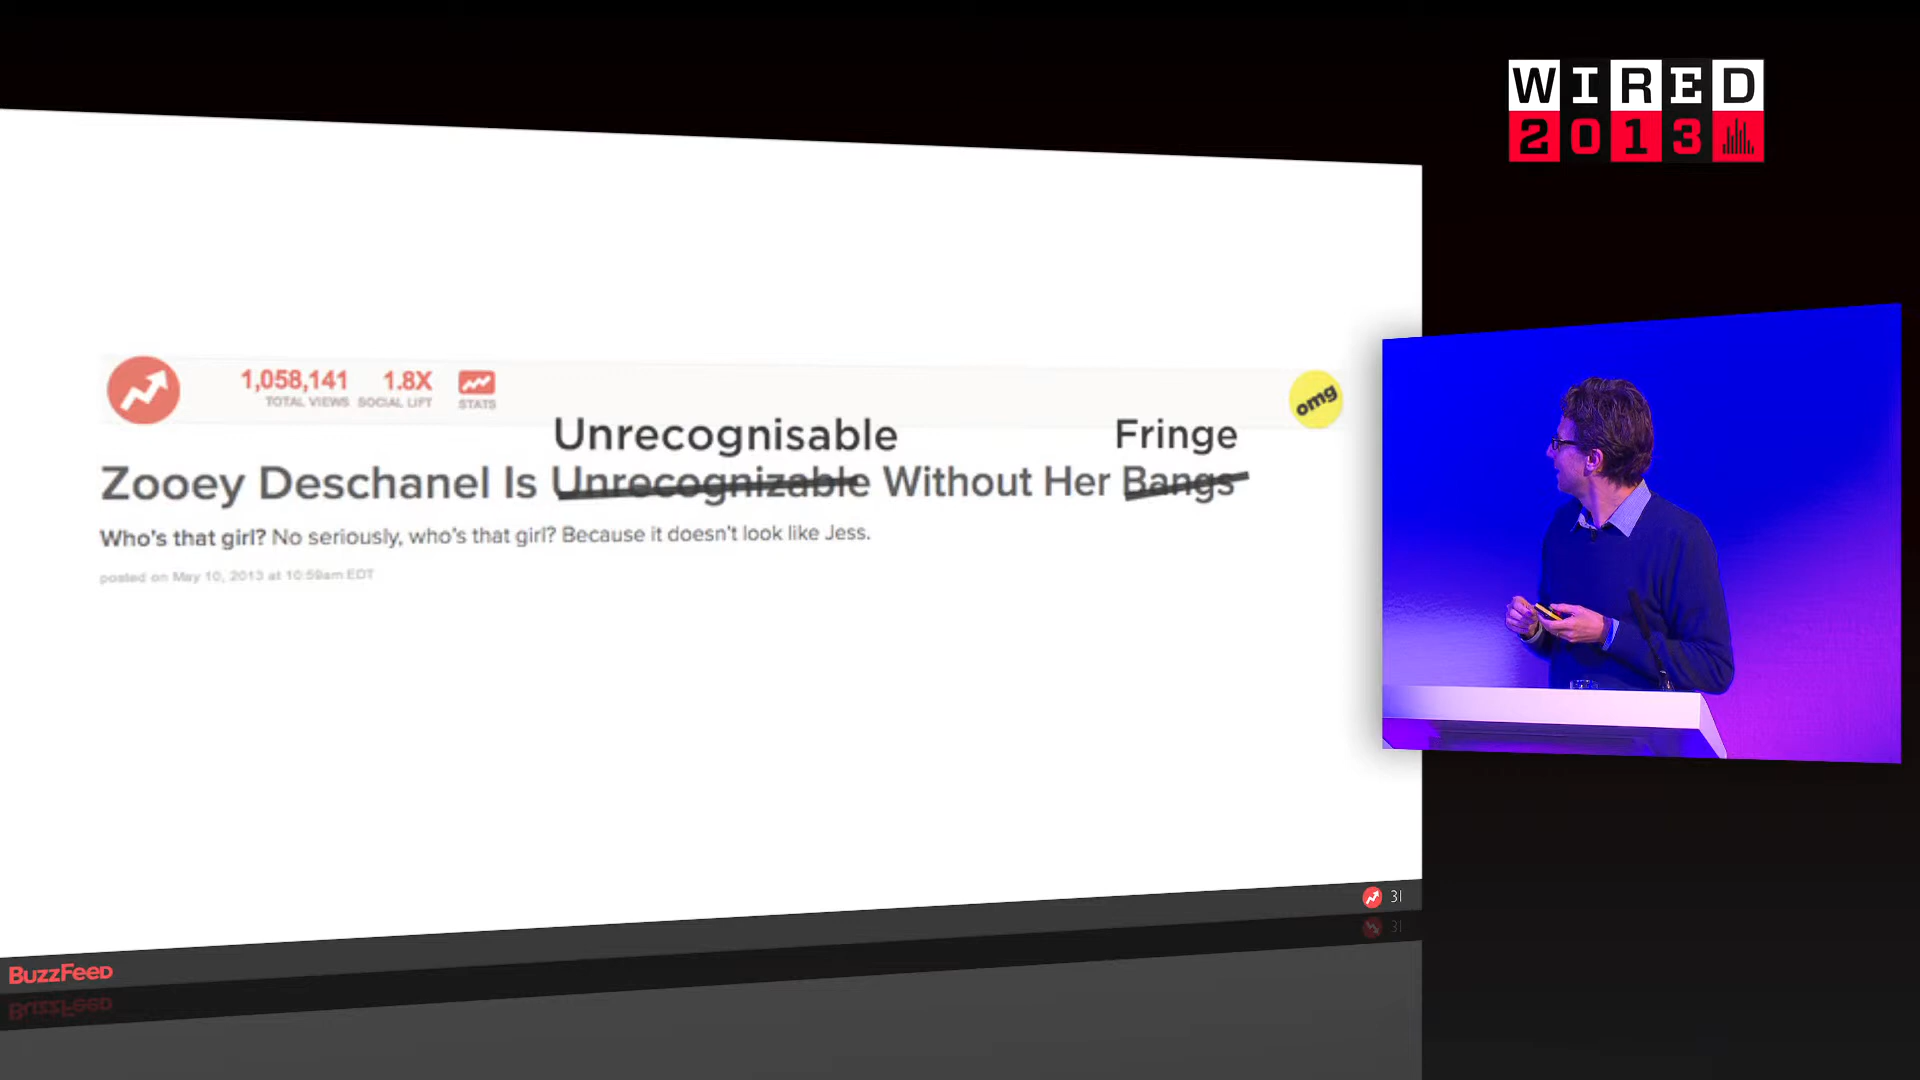 WIRED
2013
1,058,141 1.8X
TOTAL VIEWS SOCIAL LIFT STATS
omg
Unrecognisable Fringe
Zooey Deschanel Is Unrecognizable Without Her Bangs
Who's that girl? No seriously, who's that girl? Because it doesn't look like Jess.
posted on May 10, 2013 at 10:59am EDT
31
BuzzFeed